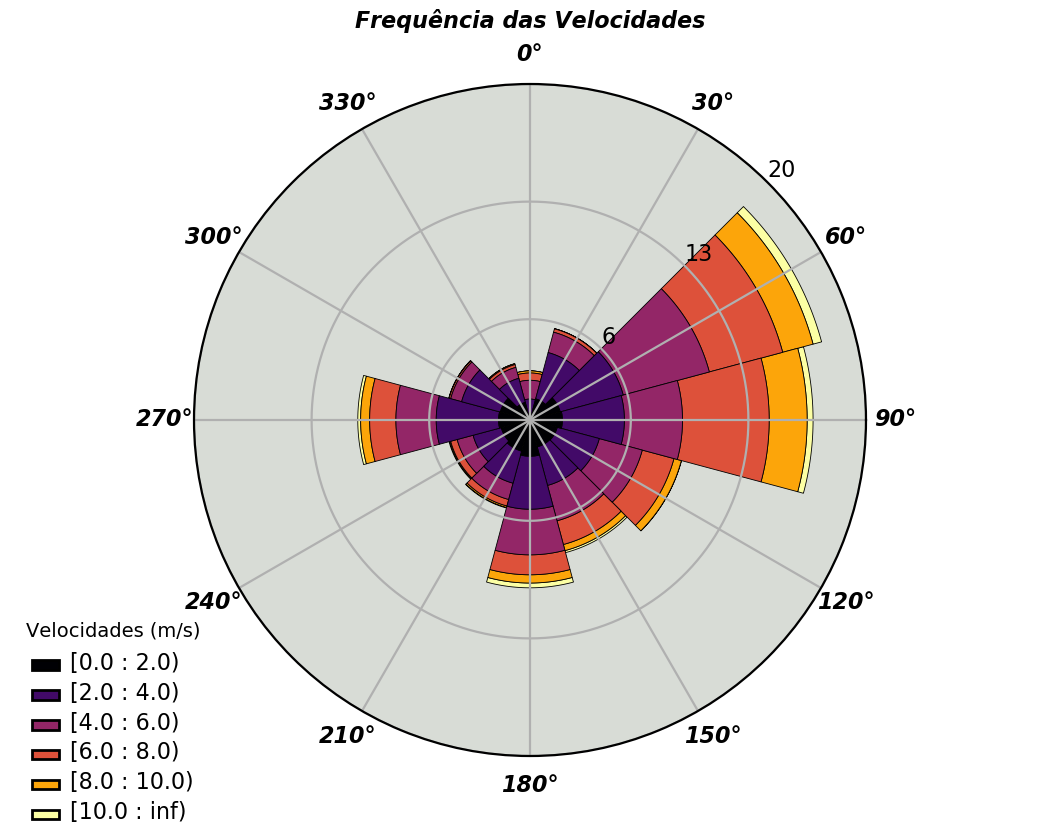 Frequência das Velocidades
0°
330°
30°
20
300°
60°
13
6
270°
90°
240°
120°
210°
150°
180°
Velocidades (m/s)
[0.0 : 2.0)
[2.0 : 4.0)
[4.0 : 6.0)
[6.0 : 8.0)
[8.0 : 10.0)
[10.0 : inf)